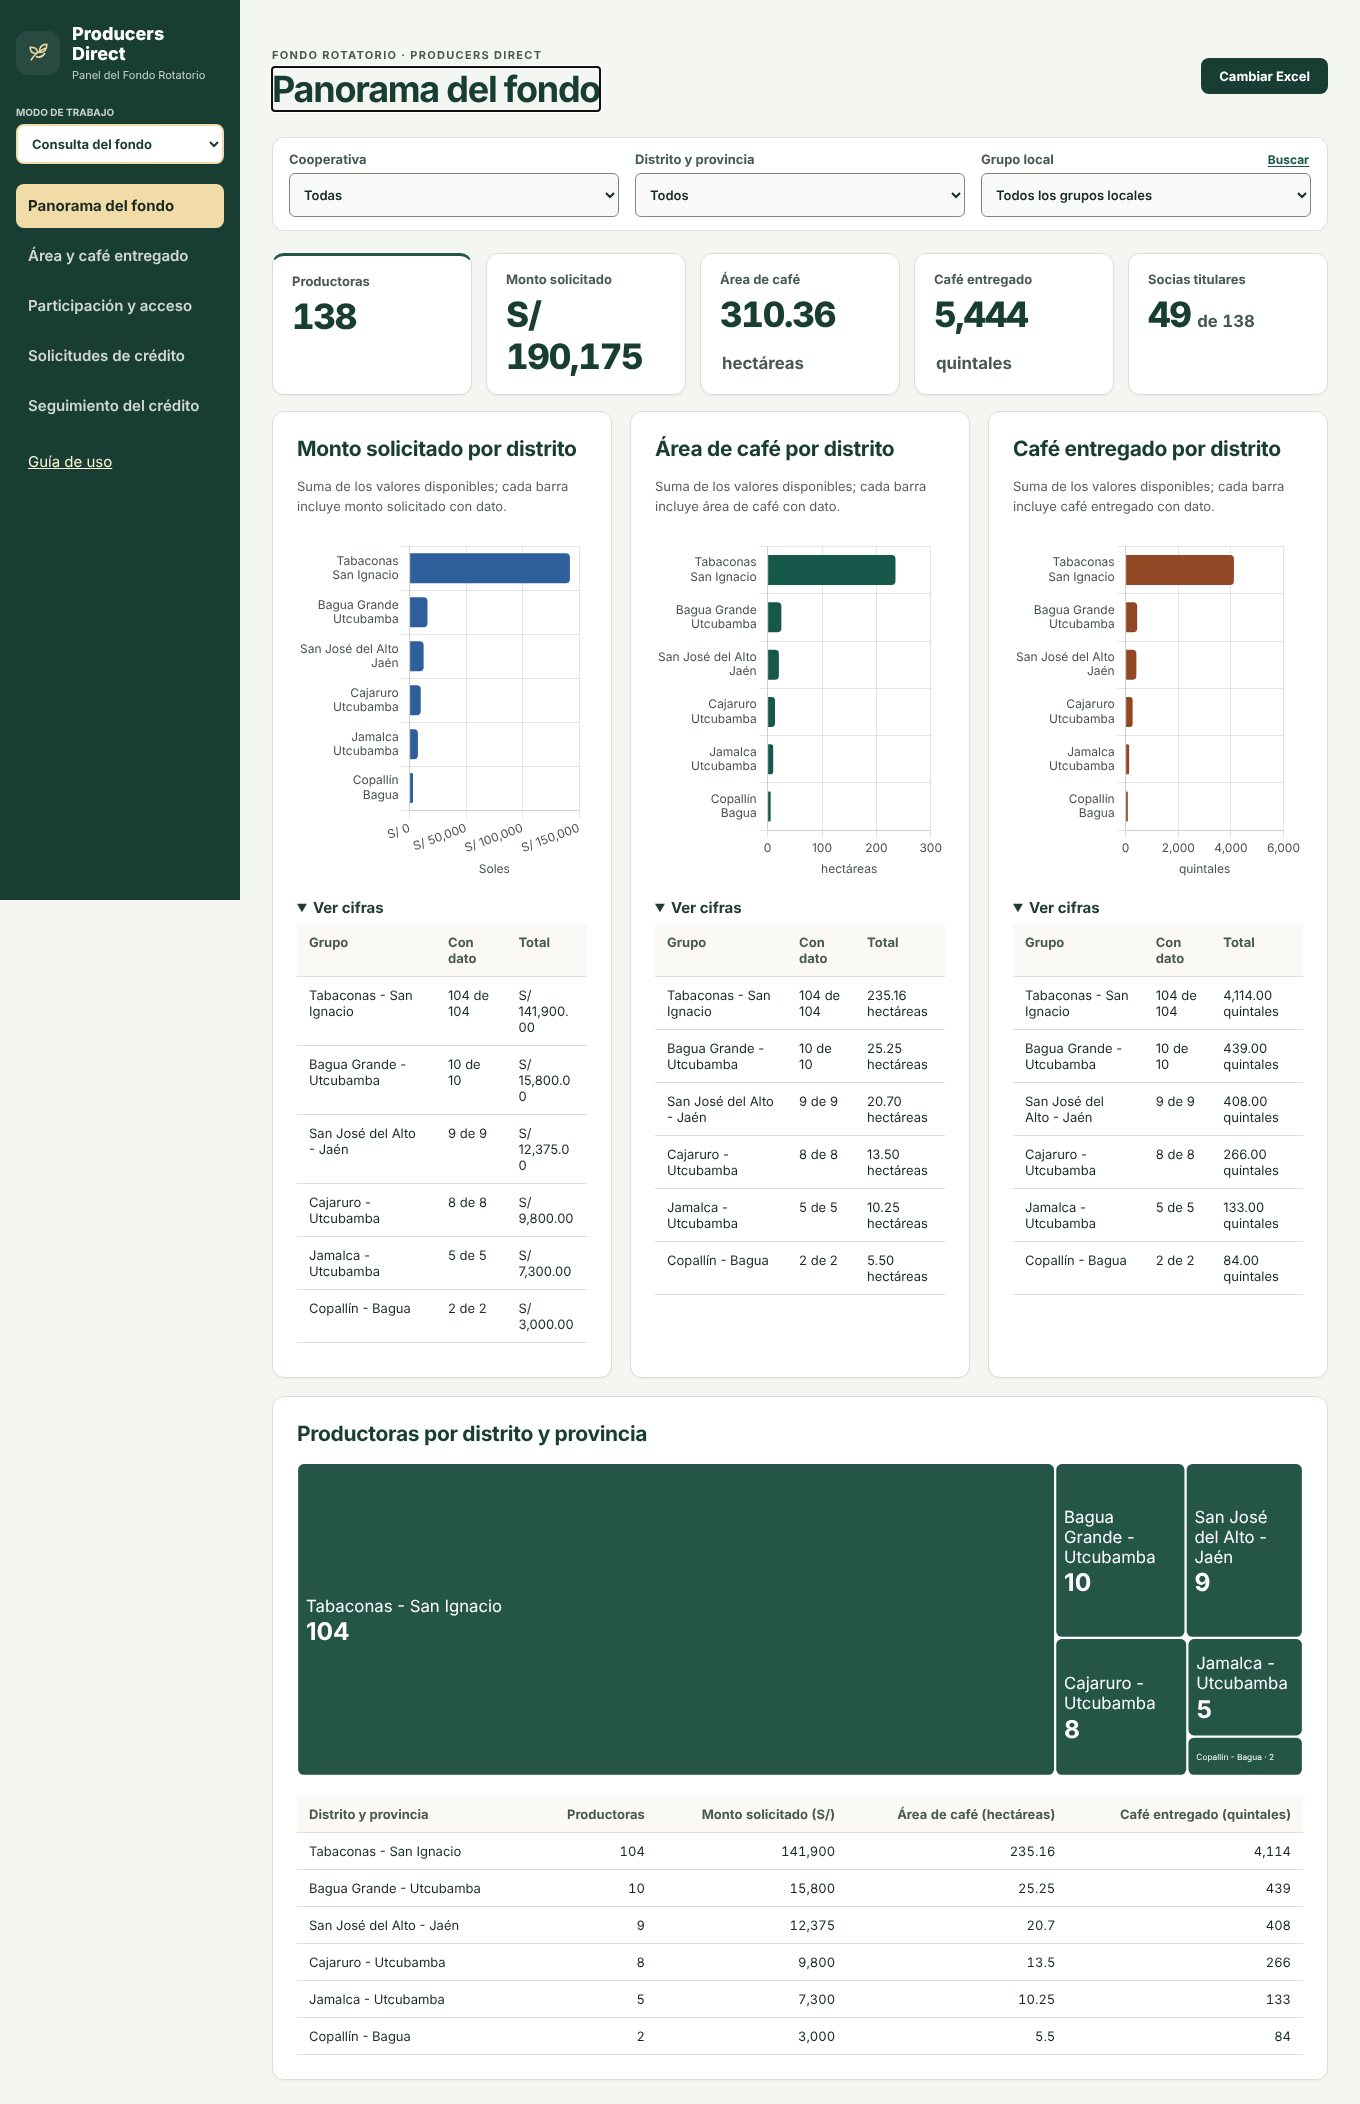 Producers
Direct
Panel del Fondo Rotatorio
MODO DE TRABAJO
Consulta del fondo
Panorama del fondo
Área y café entregado
Participación y acceso
Solicitudes de crédito
Seguimiento del crédito
Guía de uso
FONDO ROTATORIO · PRODUCERS DIRECT
Panorama del fondo
Cambiar Excel
Cooperativa
Todas
Distrito y provincia
Todos
Grupo local
Buscar
Todos los grupos locales
Productoras
138
Monto solicitado
S/
190,175
Área de café
310.36
hectáreas
Café entregado
5,444
quintales
Socias titulares
49 de 138
Monto solicitado por distrito
Suma de los valores disponibles; cada barra
incluye monto solicitado con dato.
Tabaconas
San Ignacio
Bagua Grande
Utcubamba
San José del Alto
Jaén
Cajaruro
Utcubamba
Jamalca
Utcubamba
Copallín
Bagua
S/ 0
S/ 50,000
S/ 100,000
S/ 150,000
Soles
▼ Ver cifras
Grupo
Con
dato
Total
Tabaconas - San
Ignacio
104 de
104
S/
141,900.
00
Bagua Grande -
Utcubamba
10 de
10
S/
15,800.0
0
San José del Alto
- Jaén
9 de 9
S/
12,375.0
0
Cajaruro -
Utcubamba
8 de 8
S/
9,800.00
Jamalca -
Utcubamba
5 de 5
S/
7,300.00
Copallín - Bagua
2 de 2
S/
3,000.00
Área de café por distrito
Suma de los valores disponibles; cada barra
incluye área de café con dato.
Tabaconas
San Ignacio
Bagua Grande
Utcubamba
San José del Alto
Jaén
Cajaruro
Utcubamba
Jamalca
Utcubamba
Copallín
Bagua
0
100
200
300
hectáreas
▼ Ver cifras
Grupo
Con
dato
Total
Tabaconas - San
Ignacio
104 de
104
235.16
hectáreas
Bagua Grande -
Utcubamba
10 de
10
25.25
hectáreas
San José del Alto
- Jaén
9 de 9
20.70
hectáreas
Cajaruro -
Utcubamba
8 de 8
13.50
hectáreas
Jamalca -
Utcubamba
5 de 5
10.25
hectáreas
Copallín - Bagua
2 de 2
5.50
hectáreas
Café entregado por distrito
Suma de los valores disponibles; cada barra
incluye café entregado con dato.
Tabaconas
San Ignacio
Bagua Grande
Utcubamba
San José del Alto
Jaén
Cajaruro
Utcubamba
Jamalca
Utcubamba
Copallín
Bagua
0
2,000
4,000
6,000
quintales
▼ Ver cifras
Grupo
Con
dato
Total
Tabaconas - San
Ignacio
104 de
104
4,114.00
quintales
Bagua Grande -
Utcubamba
10 de
10
439.00
quintales
San José del
Alto - Jaén
9 de 9
408.00
quintales
Cajaruro -
Utcubamba
8 de 8
266.00
quintales
Jamalca -
Utcubamba
5 de 5
133.00
quintales
Copallín - Bagua
2 de 2
84.00
quintales
Productoras por distrito y provincia
Tabaconas - San Ignacio
104
Bagua
Grande -
Utcubamba
10
San José
del Alto -
Jaén
9
Cajaruro -
Utcubamba
8
Jamalca -
Utcubamba
5
Copallín - Bagua · 2
Distrito y provincia Productoras Monto solicitado (S/) Área de café (hectáreas) Café entregado (quintales)
Tabaconas - San Ignacio 104 141,900 235.16 4,114
Bagua Grande - Utcubamba 10 15,800 25.25 439
San José del Alto - Jaén 9 12,375 20.7 408
Cajaruro - Utcubamba 8 9,800 13.5 266
Jamalca - Utcubamba 5 7,300 10.25 133
Copallín - Bagua 2 3,000 5.5 84